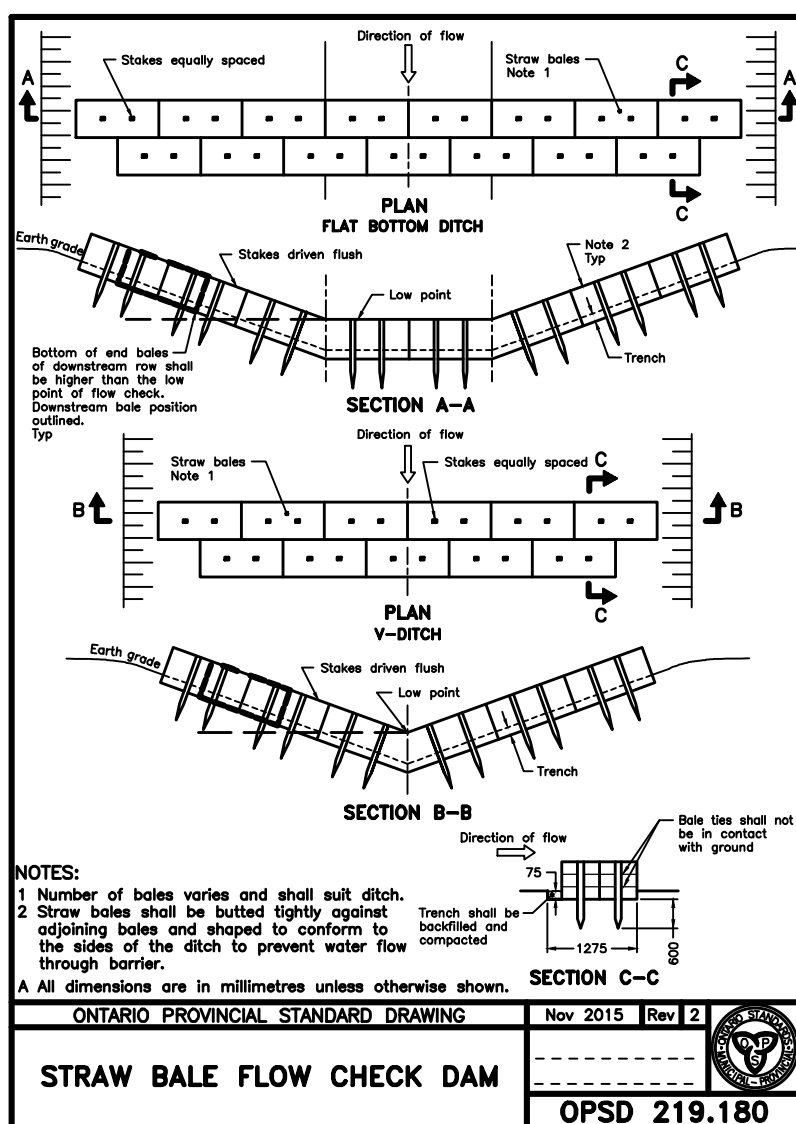 Direction of flow
Stakes equally spaced
Straw bales
Note 1
C
A
A
PLAN
FLAT BOTTOM DITCH
C
Earth grade
Stakes driven flush
Note 2
Typ
Low point
Trench
Bottom of end bales
of downstream row shall
be higher than the low
point of flow check.
Downstream bale position
outlined.
Typ
SECTION A-A
Direction of flow
Straw bales
Note 1
Stakes equally spaced
C
B
B
PLAN
V-DITCH
C
Earth grade
Stakes driven flush
Low point
Trench
SECTION B-B
Direction of flow
Bale ties shall not
be in contact
with ground
75
Trench shall be
backfilled and
compacted
1275
600
SECTION C-C
NOTES:
1 Number of bales varies and shall suit ditch.
2 Straw bales shall be butted tightly against
adjoining bales and shaped to conform to
the sides of the ditch to prevent water flow
through barrier.
A All dimensions are in millimetres unless otherwise shown.
ONTARIO PROVINCIAL STANDARD DRAWING
Nov 2015
Rev
2
STRAW BALE FLOW CHECK DAM
ONTARIO STANDARDS
MUNICIPAL - PROVINCIAL
O P
S
OPSD 219.180